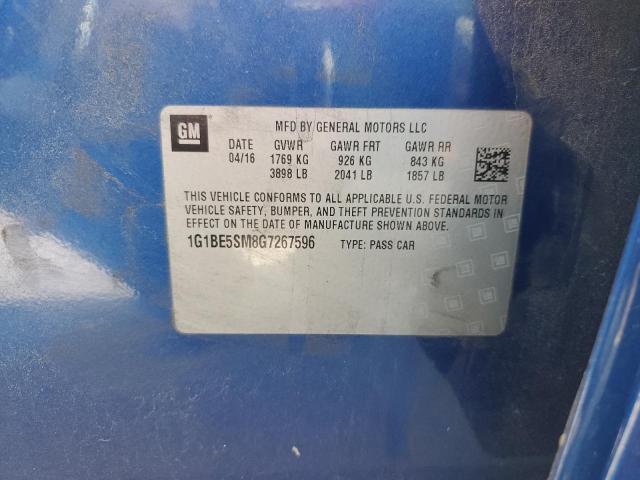 GM
MFD BY GENERAL MOTORS LLC
DATE GVWR GAWR FRT GAWR RR
04/16 1769 KG 926 KG 843 KG
3898 LB 2041 LB 1857 LB
THIS VEHICLE CONFORMS TO ALL APPLICABLE U.S. FEDERAL MOTOR
VEHICLE SAFETY, BUMPER, AND THEFT PREVENTION STANDARDS IN
EFFECT ON THE DATE OF MANUFACTURE SHOWN ABOVE.
1G1BE5SM8G7267596 TYPE: PASS CAR